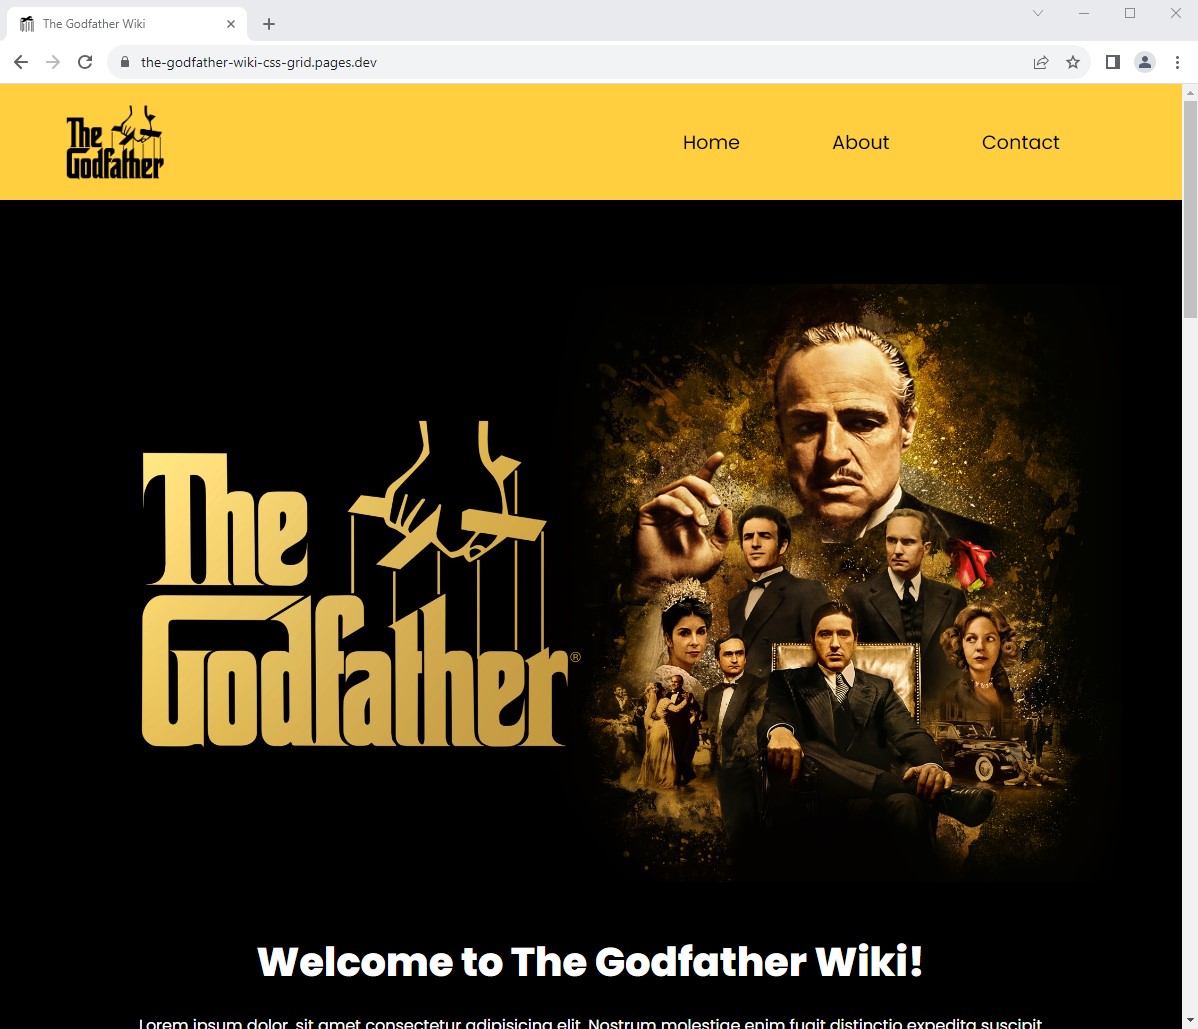 The Godfather Wiki
the-godfather-wiki-css-grid.pages.dev
The
Godfather
Home About Contact
The
Godfather®
Welcome to The Godfather Wiki!
Lorem ipsum dolor, sit amet consectetur adipisicing elit. Nostrum molestiae enim fugit distinctio expedita suscipit